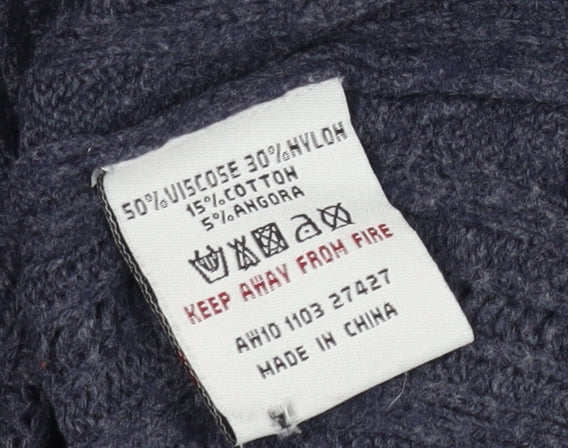 50%VISCOSE 30%NYLON
15%COTTON
5%ANGORA
KEEP AWAY FROM FIRE
AW10 1103 27427
MADE IN CHINA